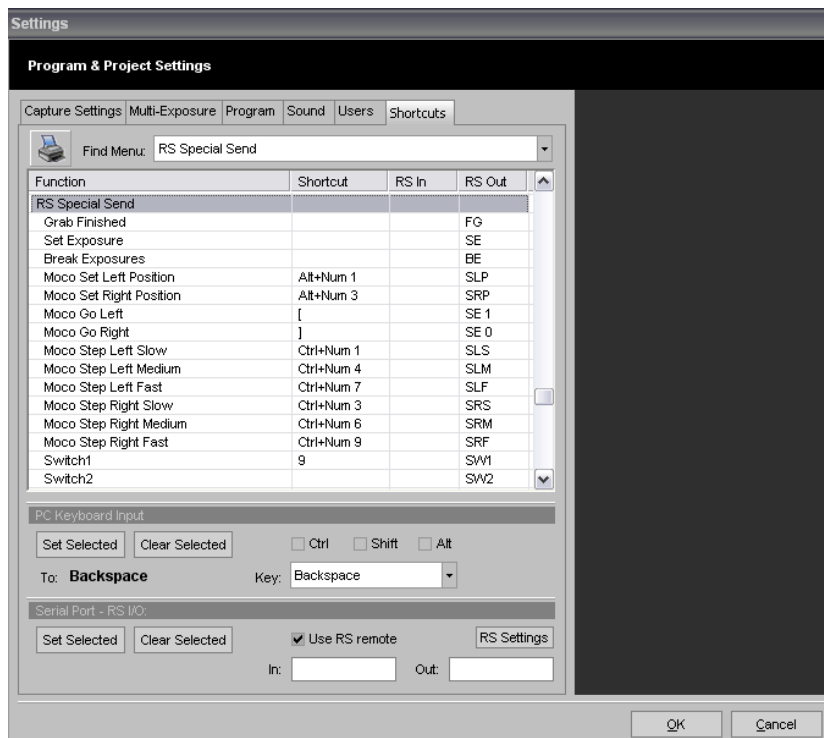 Settings
Program & Project Settings
Capture Settings Multi-Exposure Program Sound Users Shortcuts
Find Menu: RS Special Send
Function Shortcut RS In RS Out
RS Special Send
Grab Finished FG
Set Exposure SE
Break Exposures BE
Moco Set Left Position Alt+Num 1 SLP
Moco Set Right Position Alt+Num 3 SRP
Moco Go Left [ SE 1
Moco Go Right ] SE 0
Moco Step Left Slow Ctrl+Num 1 SLS
Moco Step Left Medium Ctrl+Num 4 SLM
Moco Step Left Fast Ctrl+Num 7 SLF
Moco Step Right Slow Ctrl+Num 3 SRS
Moco Step Right Medium Ctrl+Num 6 SRM
Moco Step Right Fast Ctrl+Num 9 SRF
Switch1 9 SW1
Switch2 SW2
PC Keyboard Input
Set Selected Clear Selected Ctrl Shift Alt
To: Backspace Key: Backspace
Serial Port - RS I/O:
Set Selected Clear Selected Use RS remote RS Settings
In: Out:
OK Cancel